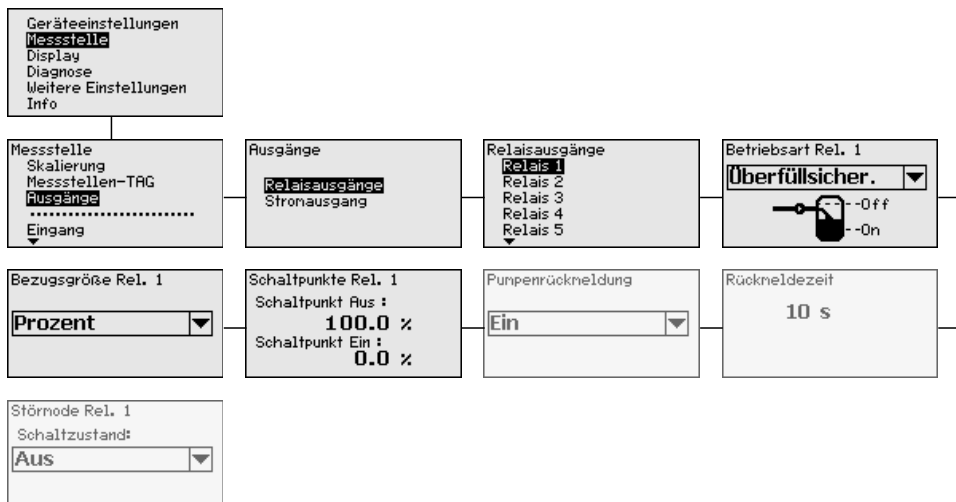 Geräteeinstellungen
Messstelle
Display
Diagnose
Weitere Einstellungen
Info
Messstelle
Skalierung
Messstellen-TAG
Ausgänge
Eingang
Ausgänge
Relaisausgänge
Stromausgang
Relaisausgänge
Relais 1
Relais 2
Relais 3
Relais 4
Relais 5
Betriebsart Rel. 1
Überfüllsicher.
--Off
--On
Bezugsgröße Rel. 1
Prozent
Schaltpunkte Rel. 1
Schaltpunkt Aus :
100.0 %
Schaltpunkt Ein :
0.0 %
Pumpenrückmeldung
Ein
Rückmeldezeit
10 s
Störmode Rel. 1
Schaltzustand:
Aus